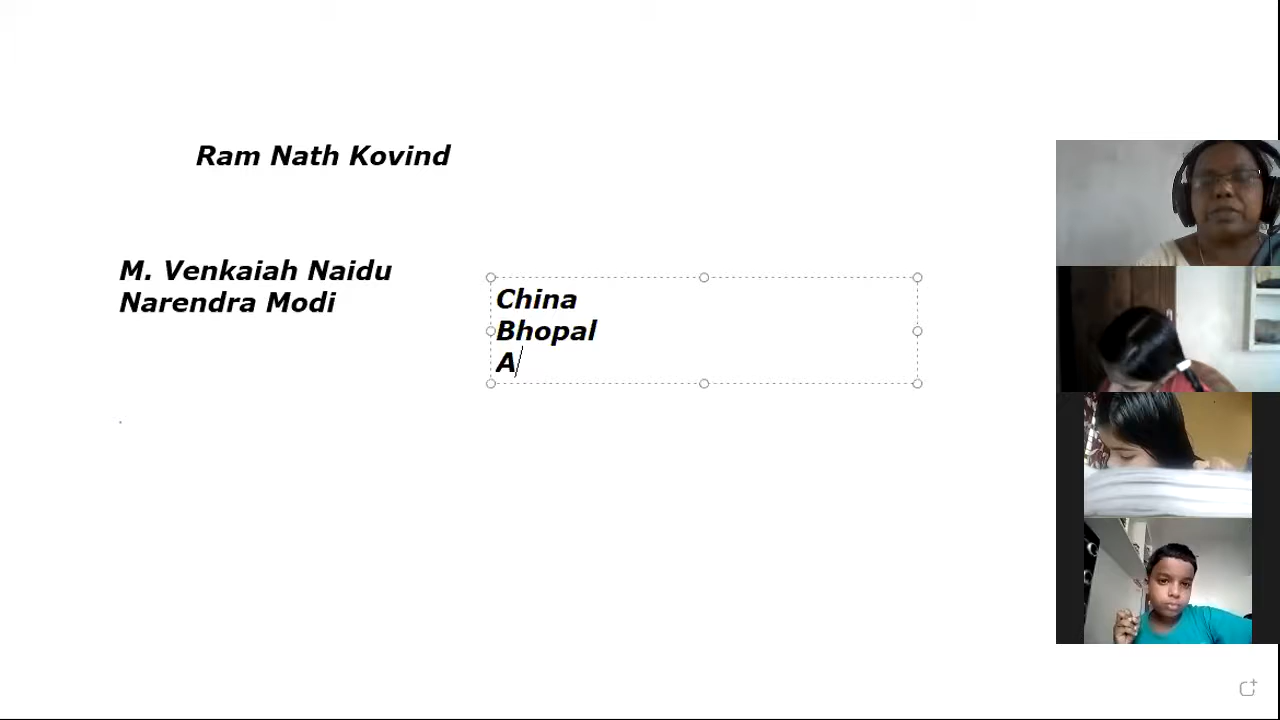 Ram Nath Kovind
M. Venkaiah Naidu
Narendra Modi
China
Bhopal
A